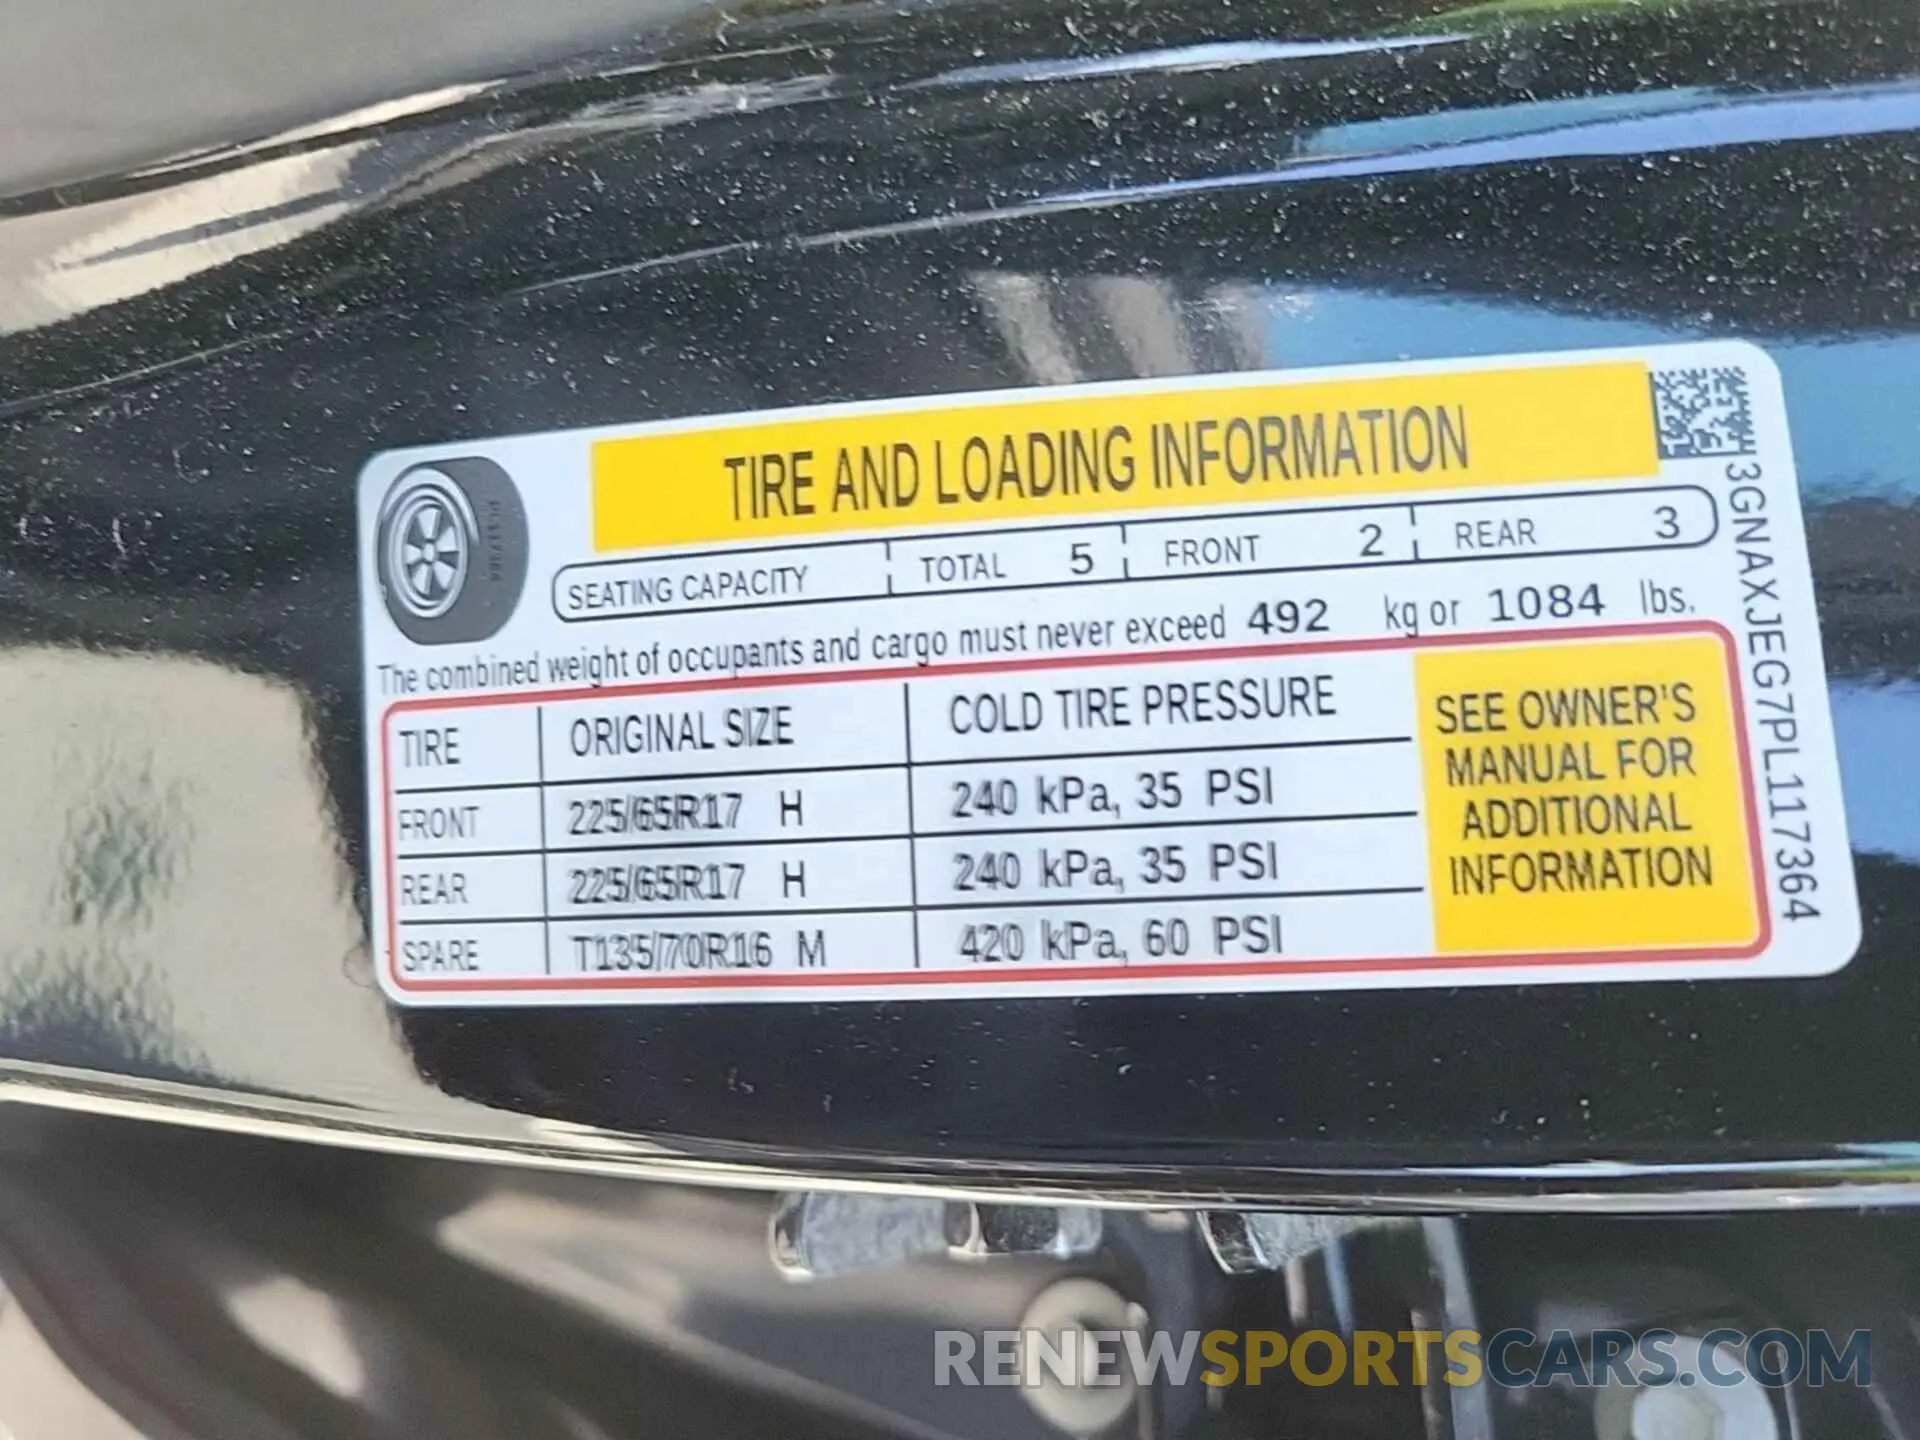 TIRE AND LOADING INFORMATION
SEATING CAPACITY TOTAL 5 FRONT 2 REAR 3
The combined weight of occupants and cargo must never exceed 492 kg or 1084 lbs.
TIRE ORIGINAL SIZE COLD TIRE PRESSURE
FRONT 225/65R17 H 240 kPa, 35 PSI
REAR 225/65R17 H 240 kPa, 35 PSI
SPARE T135/70R16 M 420 kPa, 60 PSI
SEE OWNER'S
MANUAL FOR
ADDITIONAL
INFORMATION
3GNAXJEG7PL117364
RENEWSPORTSCARS.COM